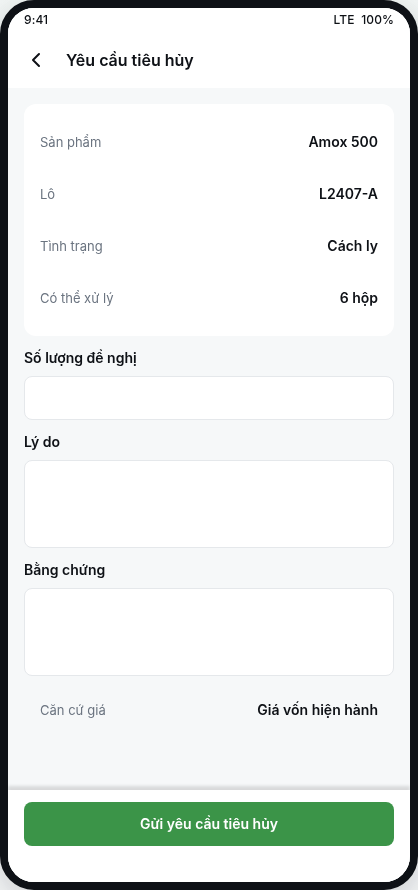 9:41 LTE 100%
Yêu cầu tiêu hủy
Sản phẩm Amox 500
Lô L2407-A
Tình trạng Cách ly
Có thể xử lý 6 hộp
Số lượng đề nghị
Lý do
Bằng chứng
Căn cứ giá Giá vốn hiện hành
Gửi yêu cầu tiêu hủy